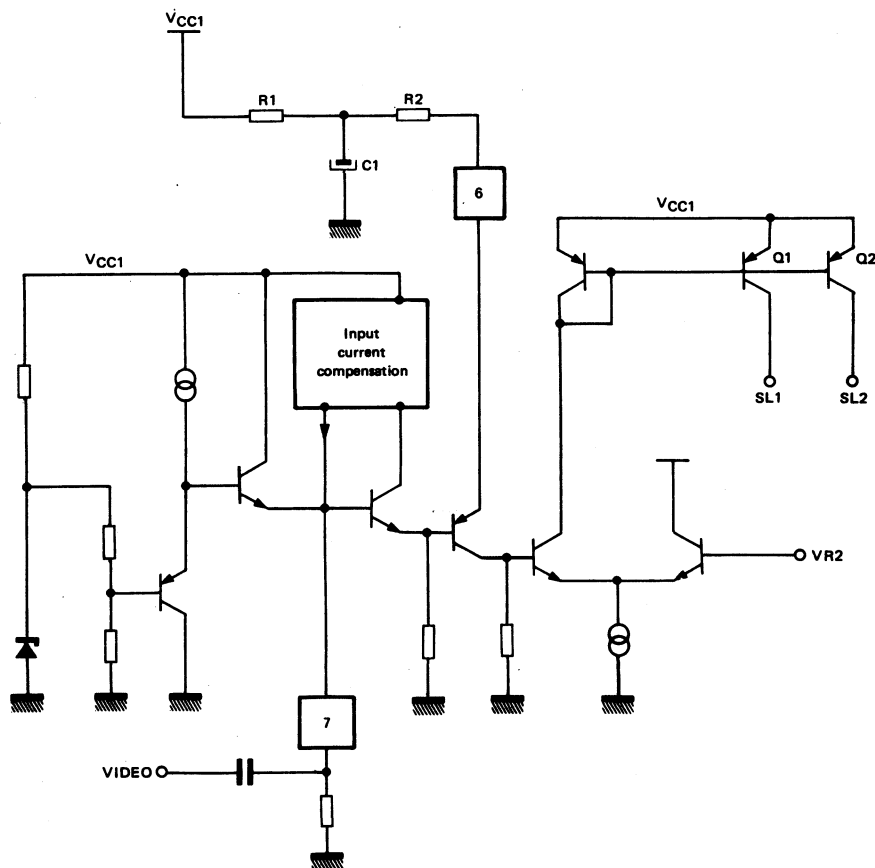 VCC1
R1
R2
C1
6
VCC1
Q1
Q2
VCC1
Input
current
compensation
SL1
SL2
VR2
7
VIDEO